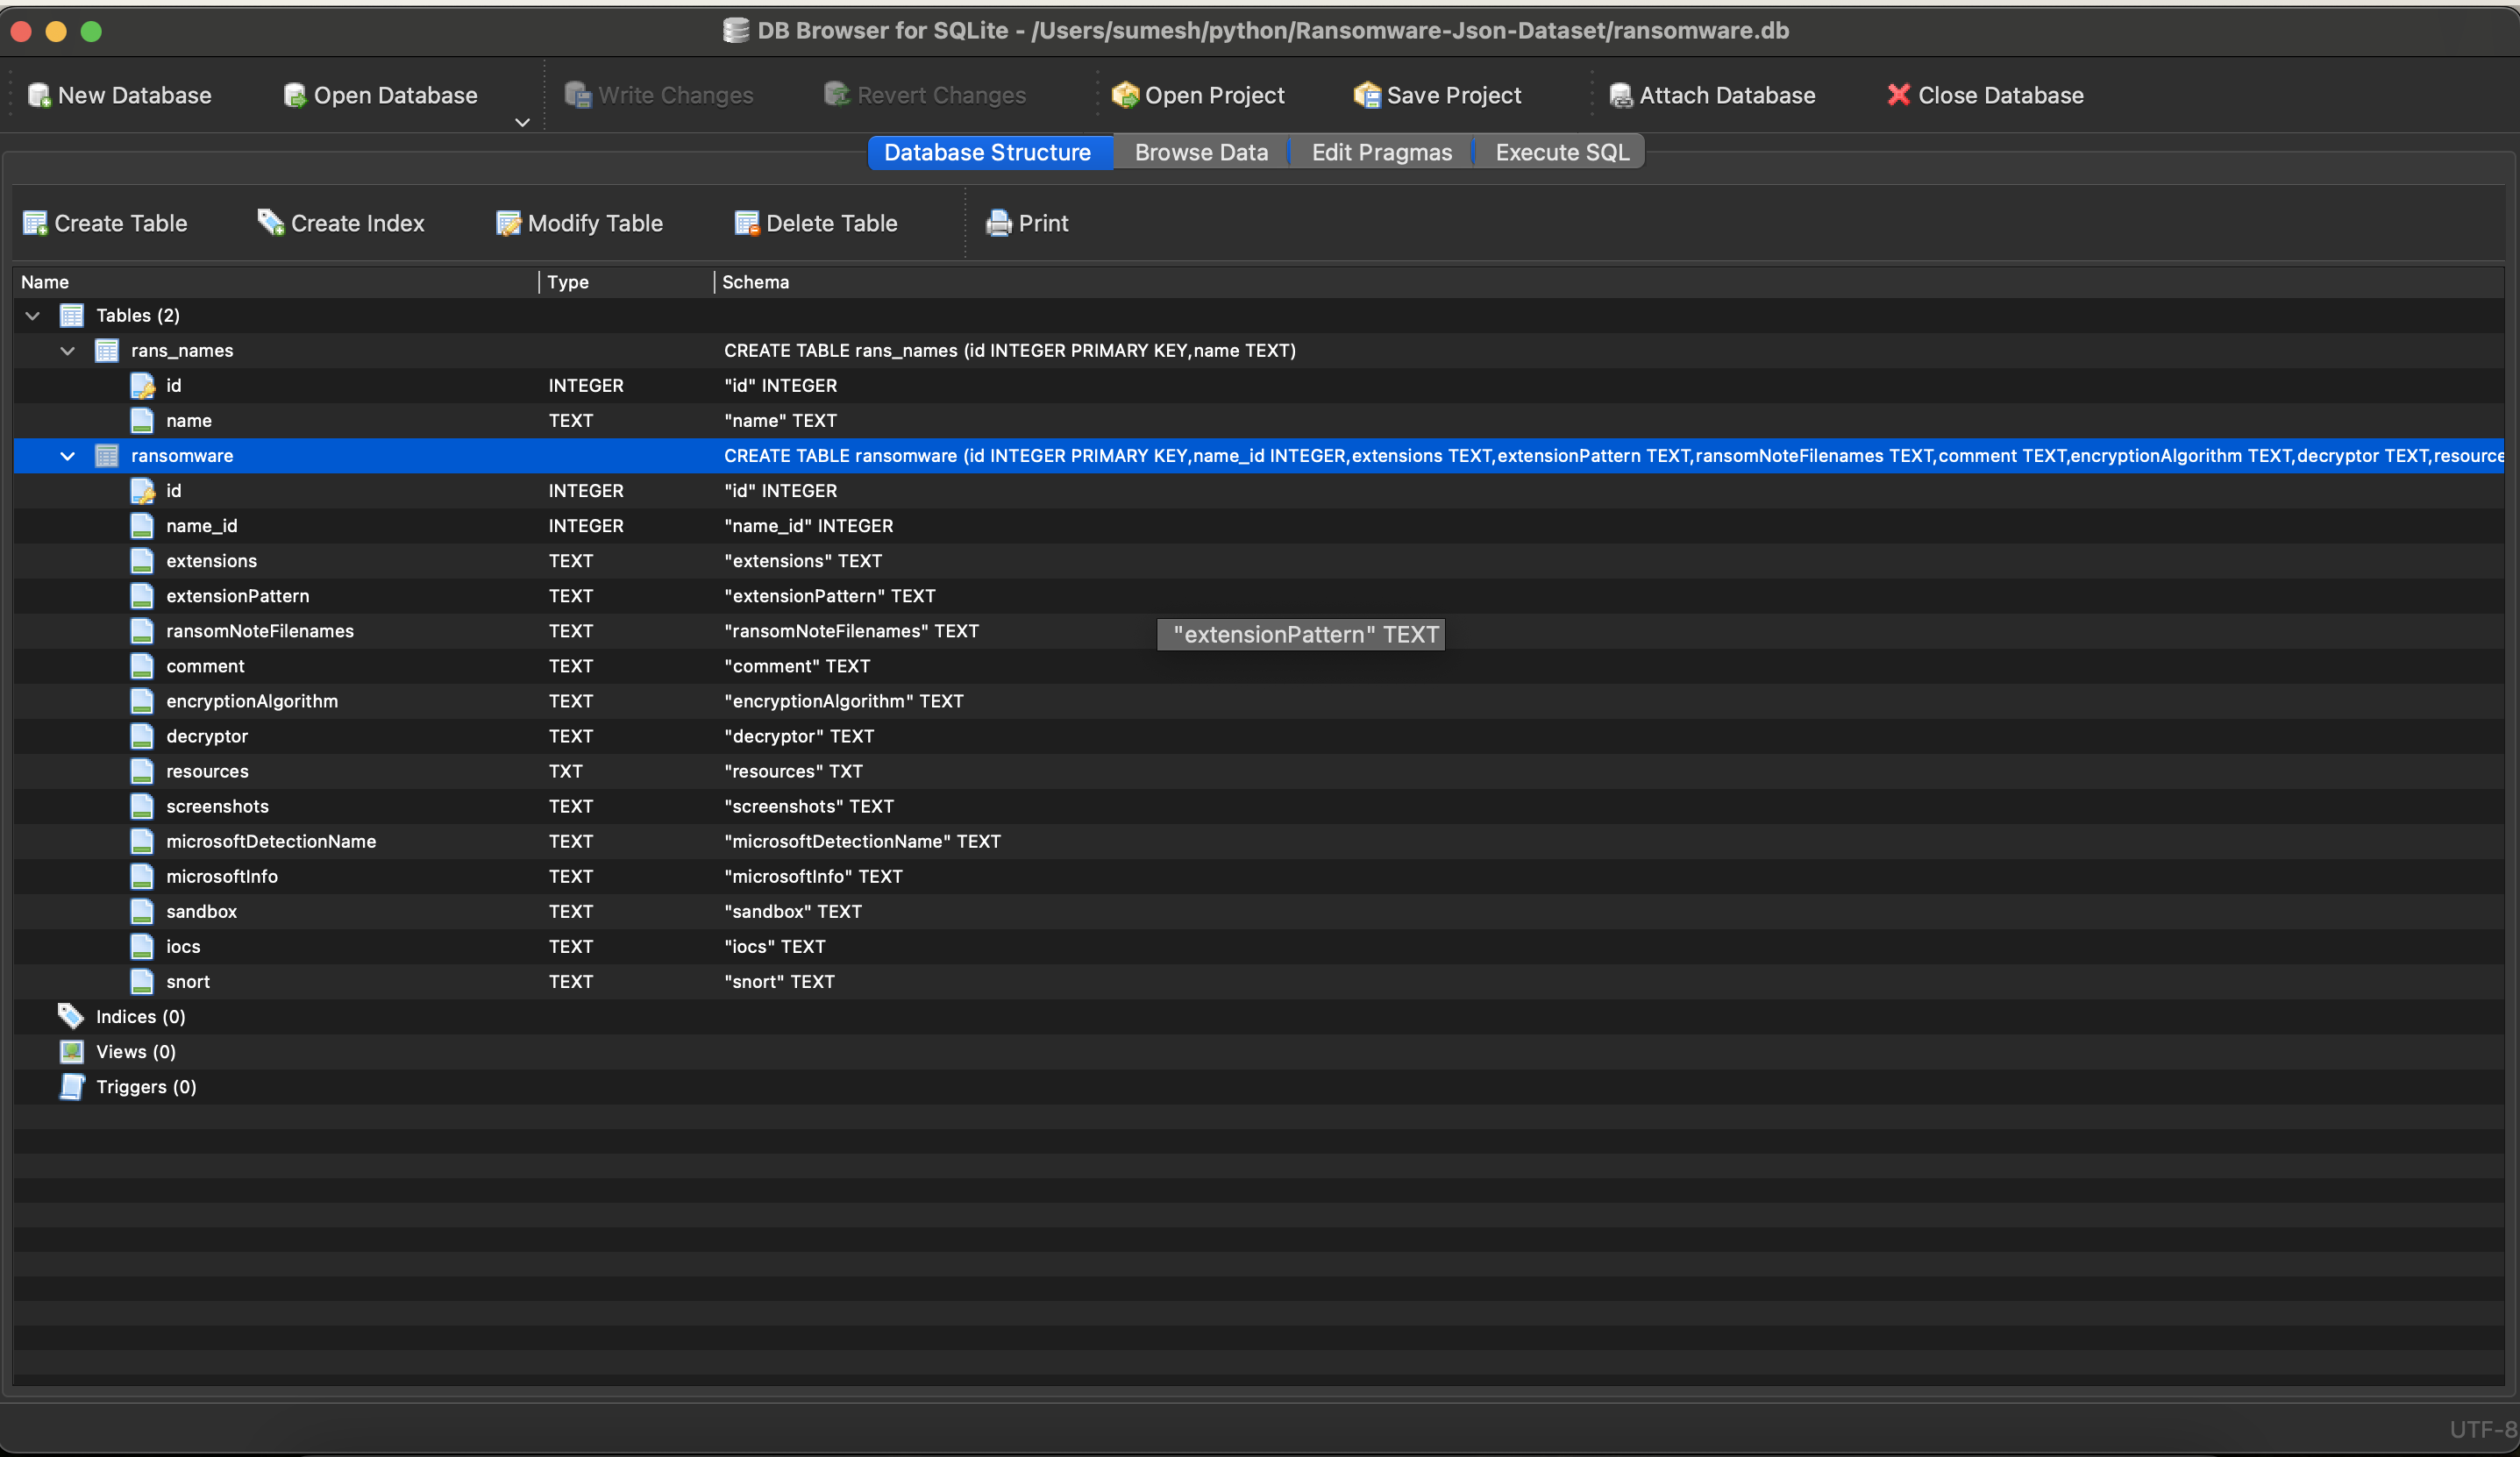 DB Browser for SQLite - /Users/sumesh/python/Ransomware-Json-Dataset/ransomware.db
New Database Open Database Write Changes Revert Changes Open Project Save Project Attach Database Close Database
Database Structure Browse Data Edit Pragmas Execute SQL
Create Table Create Index Modify Table Delete Table Print
Name Type Schema
Tables (2)
rans_names CREATE TABLE rans_names (id INTEGER PRIMARY KEY,name TEXT)
id INTEGER "id" INTEGER
name TEXT "name" TEXT
ransomware CREATE TABLE ransomware (id INTEGER PRIMARY KEY,name_id INTEGER,extensions TEXT,extensionPattern TEXT,ransomNoteFilenames TEXT,comment TEXT,encryptionAlgorithm TEXT,decryptor TEXT,resource
id INTEGER "id" INTEGER
name_id INTEGER "name_id" INTEGER
extensions TEXT "extensions" TEXT
extensionPattern TEXT "extensionPattern" TEXT
ransomNoteFilenames TEXT "ransomNoteFilenames" TEXT "extensionPattern" TEXT
comment TEXT "comment" TEXT
encryptionAlgorithm TEXT "encryptionAlgorithm" TEXT
decryptor TEXT "decryptor" TEXT
resources TXT "resources" TXT
screenshots TEXT "screenshots" TEXT
microsoftDetectionName TEXT "microsoftDetectionName" TEXT
microsoftInfo TEXT "microsoftInfo" TEXT
sandbox TEXT "sandbox" TEXT
iocs TEXT "iocs" TEXT
snort TEXT "snort" TEXT
Indices (0)
Views (0)
Triggers (0)
UTF-8